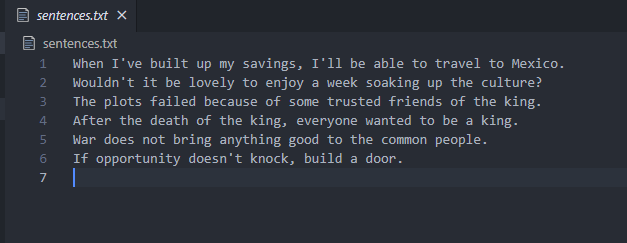 sentences.txt
sentences.txt
1 When I've built up my savings, I'll be able to travel to Mexico.
2 Wouldn't it be lovely to enjoy a week soaking up the culture?
3 The plots failed because of some trusted friends of the king.
4 After the death of the king, everyone wanted to be a king.
5 War does not bring anything good to the common people.
6 If opportunity doesn't knock, build a door.
7